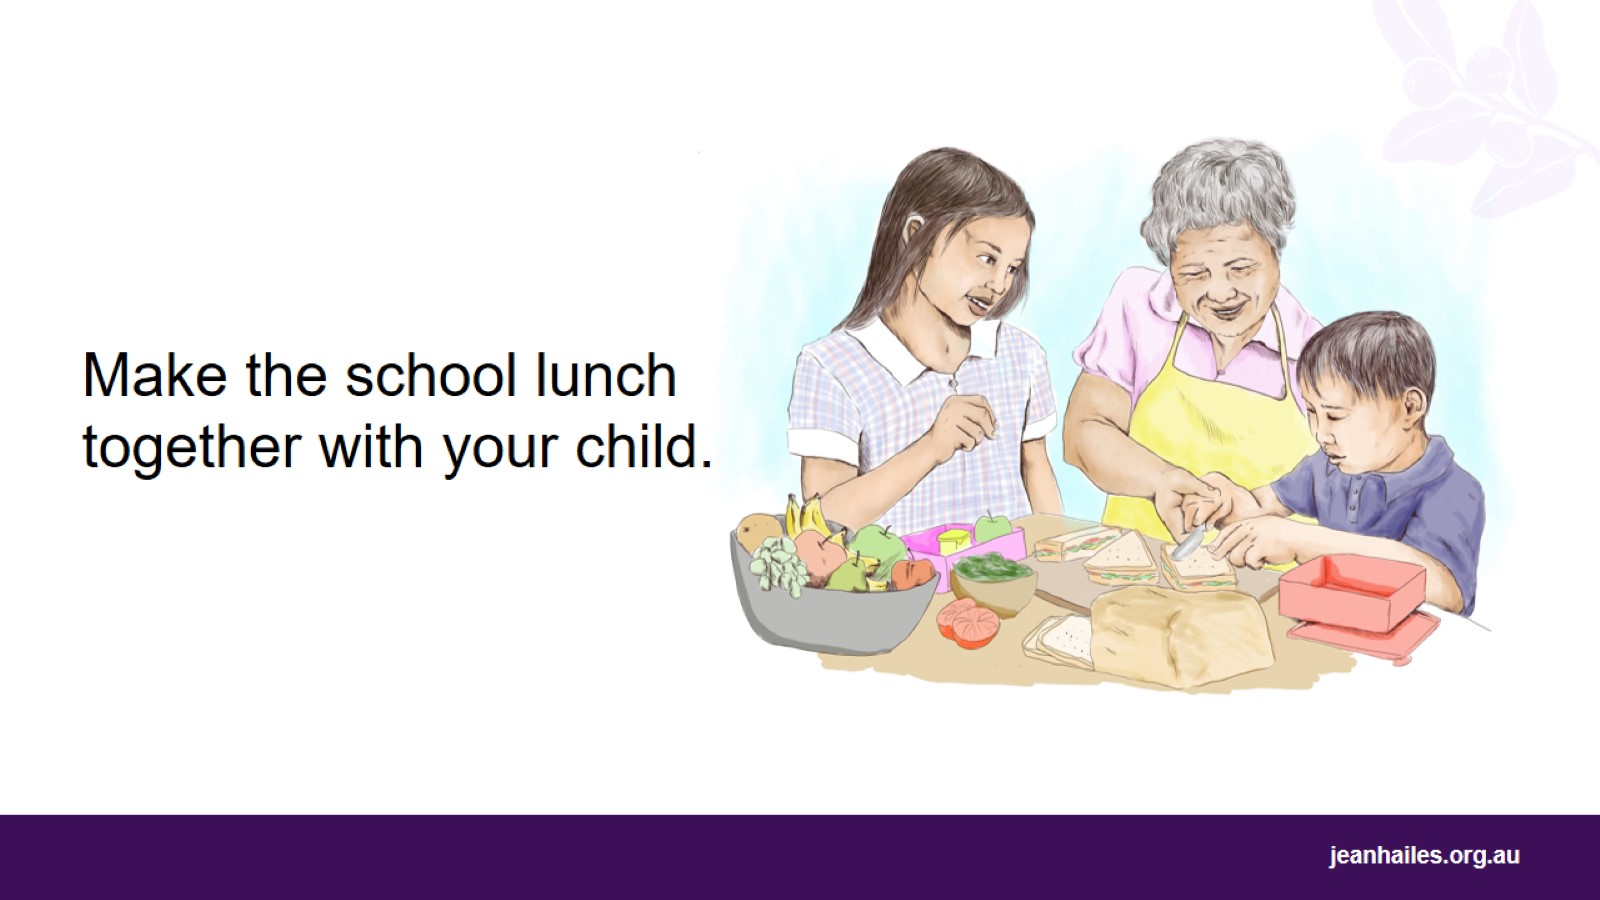 Make the school lunch
together with your child.
jeanhailes.org.au